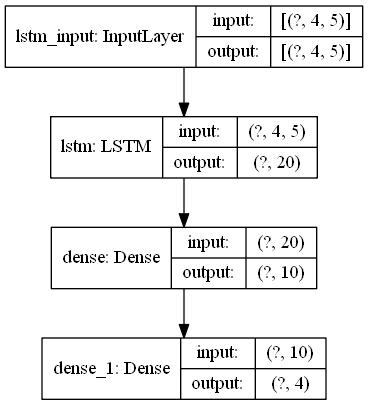 lstm_input: InputLayer
input: [(?, 4, 5)]
output: [(?, 4, 5)]
lstm: LSTM
input: (?, 4, 5)
output: (?, 20)
dense: Dense
input: (?, 20)
output: (?, 10)
dense_1: Dense
input: (?, 10)
output: (?, 4)